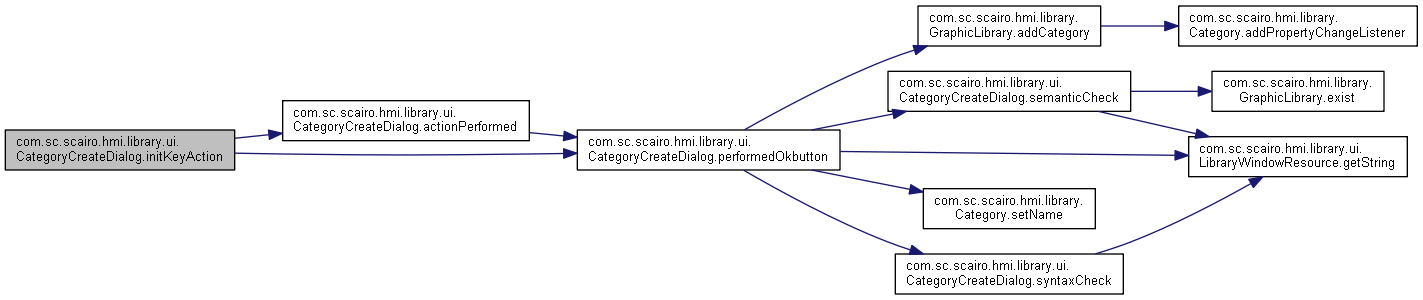 com.sc.scairo.hmi.library.ui.
CategoryCreateDialog.initKeyAction
com.sc.scairo.hmi.library.ui.
CategoryCreateDialog.actionPerformed
com.sc.scairo.hmi.library.ui.
CategoryCreateDialog.performedOkbutton
com.sc.scairo.hmi.library.
GraphicLibrary.addCategory
com.sc.scairo.hmi.library.
Category.addPropertyChangeListener
com.sc.scairo.hmi.library.ui.
CategoryCreateDialog.semanticCheck
com.sc.scairo.hmi.library.
GraphicLibrary.exist
com.sc.scairo.hmi.library.ui.
LibraryWindowResource.getString
com.sc.scairo.hmi.library.
Category.setName
com.sc.scairo.hmi.library.ui.
CategoryCreateDialog.syntaxCheck